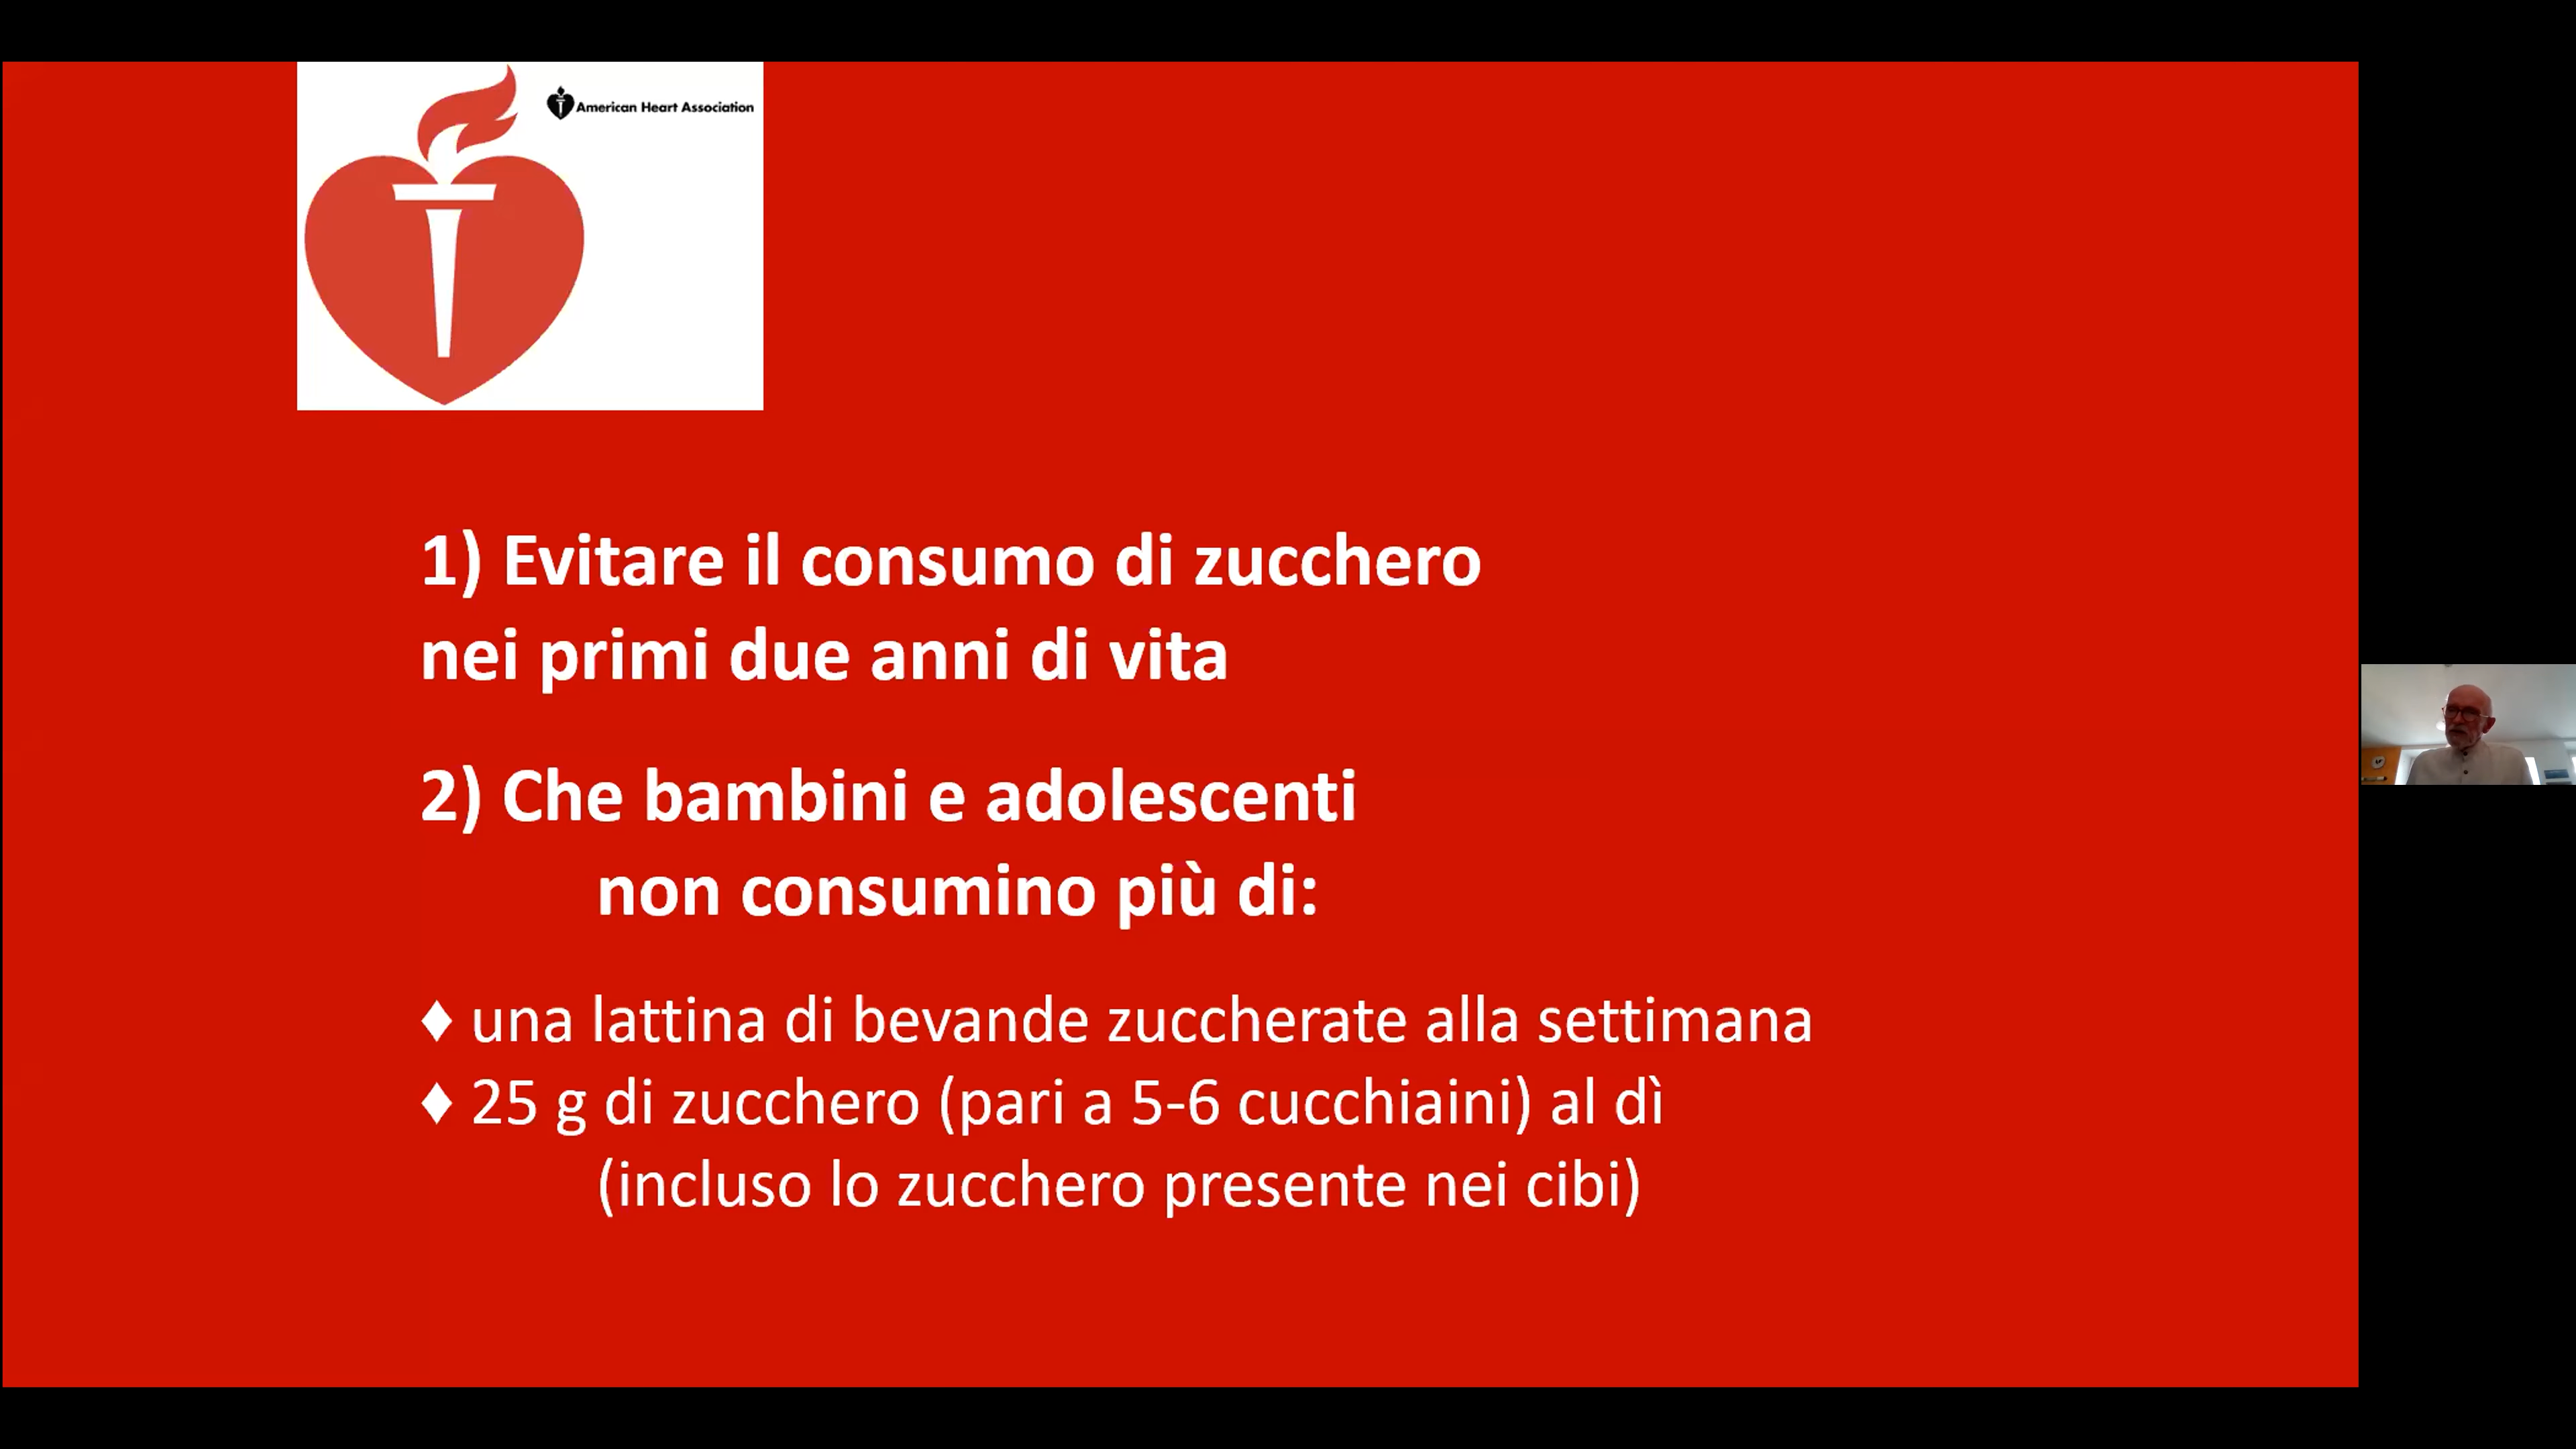 American Heart Association
1) Evitare il consumo di zucchero
nei primi due anni di vita
2) Che bambini e adolescenti
non consumino più di:
♦ una lattina di bevande zuccherate alla settimana
♦ 25 g di zucchero (pari a 5-6 cucchiaini) al dì
(incluso lo zucchero presente nei cibi)